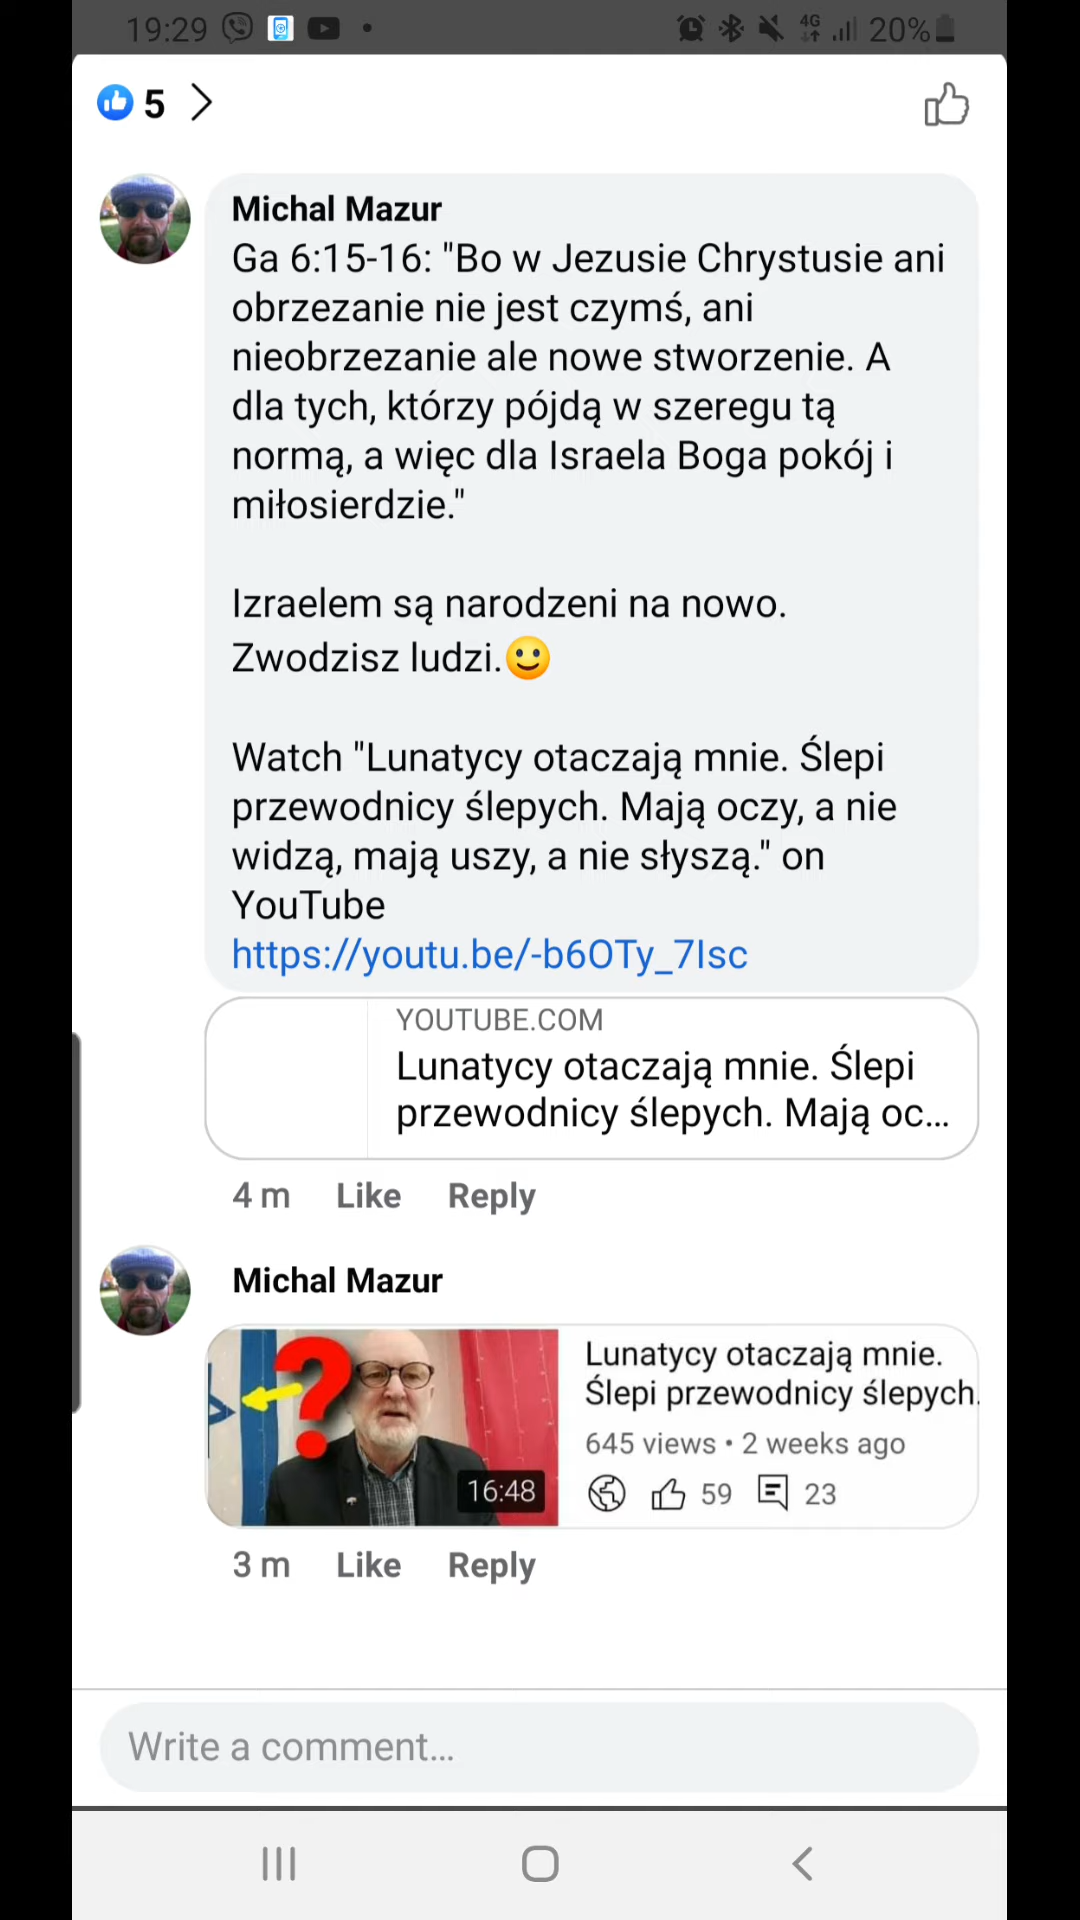 19:29
4G
20%
5
Michal Mazur
Ga 6:15-16: "Bo w Jezusie Chrystusie ani
obrzezanie nie jest czymś, ani
nieobrzezanie ale nowe stworzenie. A
dla tych, którzy pójdą w szeregu tą
normą, a więc dla Israela Boga pokój i
miłosierdzie."
Izraelem są narodzeni na nowo.
Zwodzisz ludzi.🙂
Watch "Lunatycy otaczają mnie. Ślepi
przewodnicy ślepych. Mają oczy, a nie
widzą, mają uszy, a nie słyszą." on
YouTube
https://youtu.be/-b6OTy_7Isc
YOUTUBE.COM
Lunatycy otaczają mnie. Ślepi
przewodnicy ślepych. Mają oc...
4 m Like Reply
Michal Mazur
?
16:48
Lunatycy otaczają mnie.
Ślepi przewodnicy ślepych.
645 views • 2 weeks ago
59 23
3 m Like Reply
Write a comment...